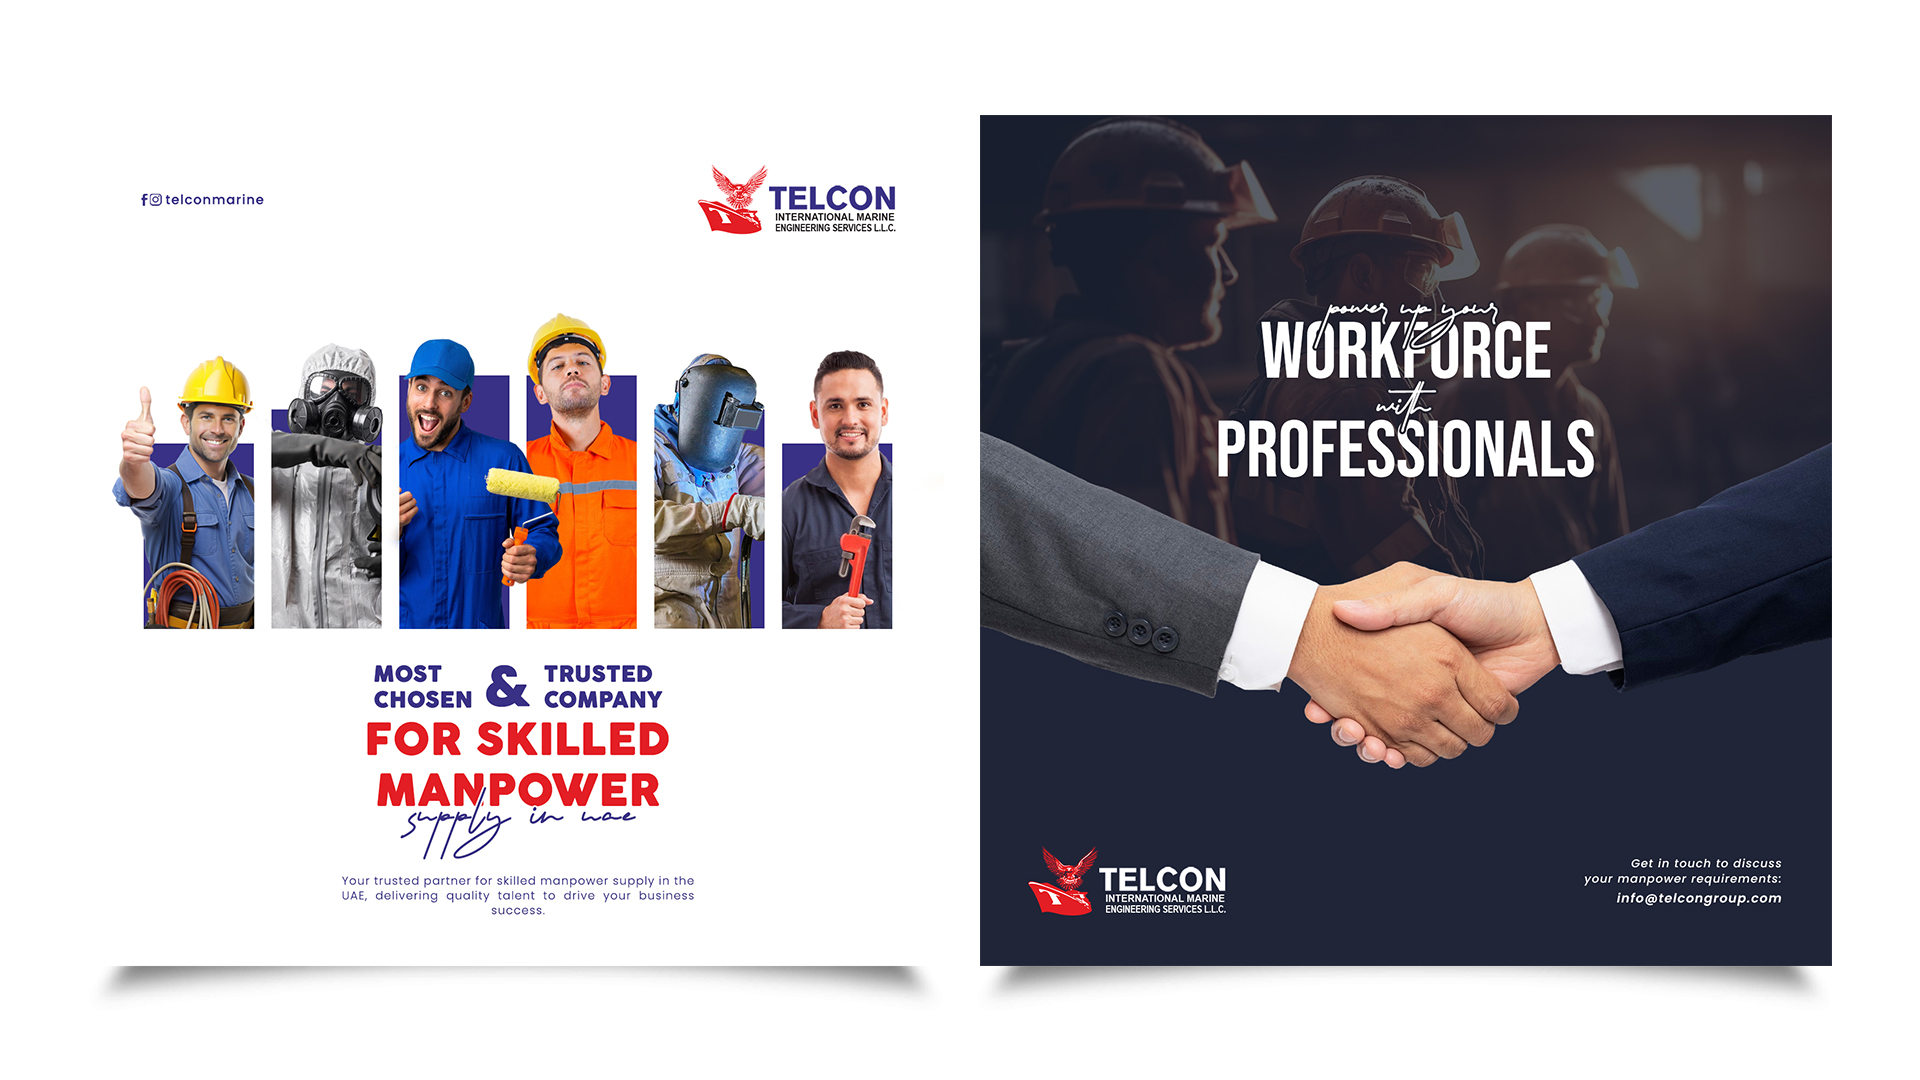 telconmarine
TELCON
INTERNATIONAL MARINE
ENGINEERING SERVICES L.L.C.
MOST
CHOSEN
&
TRUSTED
COMPANY
FOR SKILLED
MANPOWER
supply in uae
Your trusted partner for skilled manpower supply in the
UAE, delivering quality talent to drive your business
success.
power up your
WORKFORCE
with
PROFESSIONALS
TELCON
INTERNATIONAL MARINE
ENGINEERING SERVICES L.L.C.
Get in touch to discuss
your manpower requirements:
info@telcongroup.com